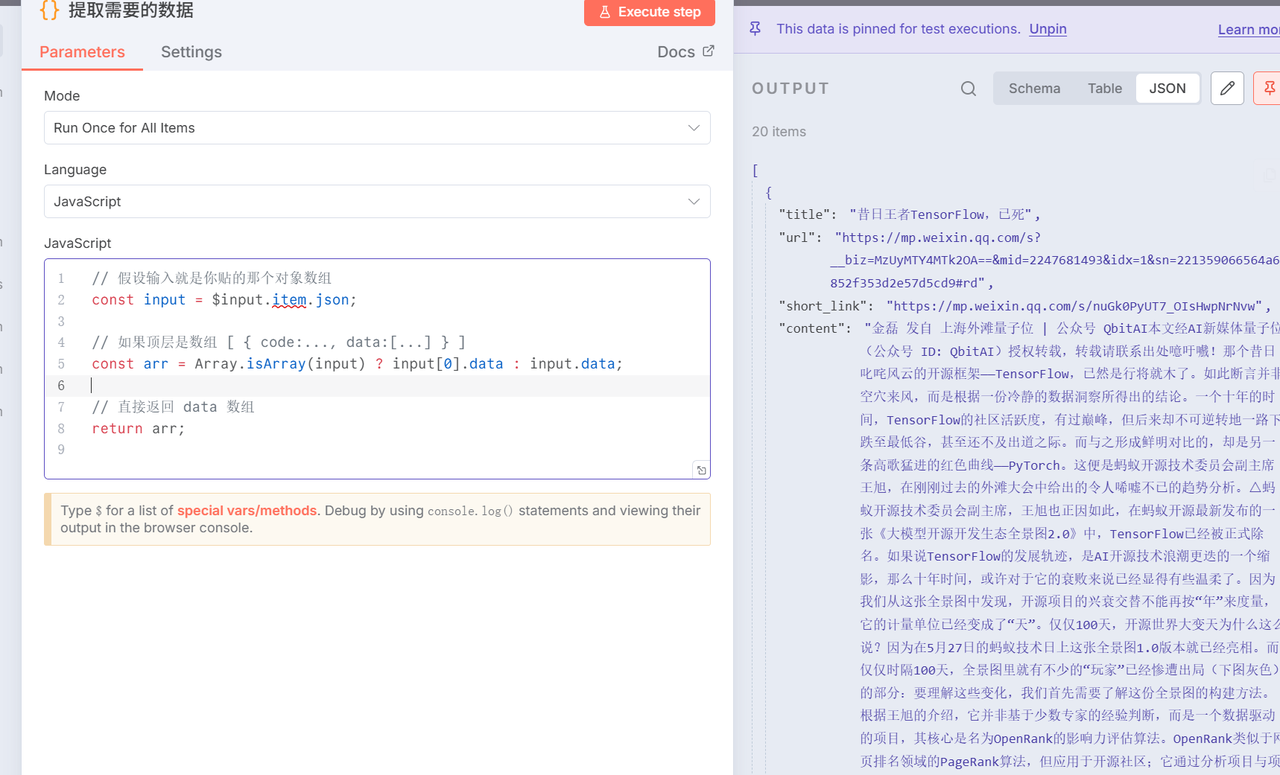 {} 提取需要的数据
Execute step
Parameters
Settings
Docs
Mode
Run Once for All Items
Language
JavaScript
JavaScript
1 // 假设输入就是你贴的那个对象数组
2 const input = $input.item.json;
3
4 // 如果顶层是数组 [ { code:..., data:[...] } ]
5 const arr = Array.isArray(input) ? input[0].data : input.data;
6
7 // 直接返回 data 数组
8 return arr;
9
Type $ for a list of special vars/methods. Debug by using console.log() statements and viewing their
output in the browser console.
This data is pinned for test executions. Unpin
Learn mor
OUTPUT
Schema
Table
JSON
20 items
[
{
"title": "昔日王者TensorFlow，已死",
"url": "https://mp.weixin.qq.com/s?
__biz=MzUyMTY4MTk2OA==&mid=2247681493&idx=1&sn=221359066564a6
852f353d2e57d5cd9#rd",
"short_link": "https://mp.weixin.qq.com/s/nuGk0PyUT7_OIsHwpNrNvw",
"content": "金磊 发自 上海外滩量子位 | 公众号 QbitAI本文经AI新媒体量子位
（公众号 ID: QbitAI）授权转载，转载请联系出处噫吁嚱！那个昔日
叱咤风云的开源框架——TensorFlow，已然是行将就木了。如此断言并非
空穴来风，而是根据一份冷静的数据洞察所得出的结论。一个十年的时
间，TensorFlow的社区活跃度，有过巅峰，但后来却不可逆转地一路下
跌至最低谷，甚至还不及出道之际。而与之形成鲜明对比的，却是另一
条高歌猛进的红色曲线——PyTorch。这便是蚂蚁开源技术委员会副主席
王旭，在刚刚过去的外滩大会中给出的令人唏嘘不已的趋势分析。△蚂
蚁开源技术委员会副主席，王旭也正因如此，在蚂蚁开源最新发布的一
张《大模型开源开发生态全景图2.0》中，TensorFlow已经被正式除
名。如果说TensorFlow的发展轨迹，是AI开源技术浪潮更迭的一个缩
影，那么十年时间，或许对于它的衰败来说已经显得有些温柔了。因为
我们从这张全景图中发现，开源项目的兴衰交替不能再按“年”来度量，
它的计量单位已经变成了“天”。仅仅100天，开源世界大变天为什么这么
说？因为在5月27日的蚂蚁技术日上这张全景图1.0版本就已经亮相。而
仅仅时隔100天，全景图里就有不少的“玩家”已经惨遭出局（下图灰色）
的部分：要理解这些变化，我们首先需要了解这份全景图的构建方法。
根据王旭的介绍，它并非基于少数专家的经验判断，而是一个数据驱动
的项目，其核心是名为OpenRank的影响力评估算法。OpenRank类似于网
页排名领域的PageRank算法，但应用于开源社区；它通过分析项目与项